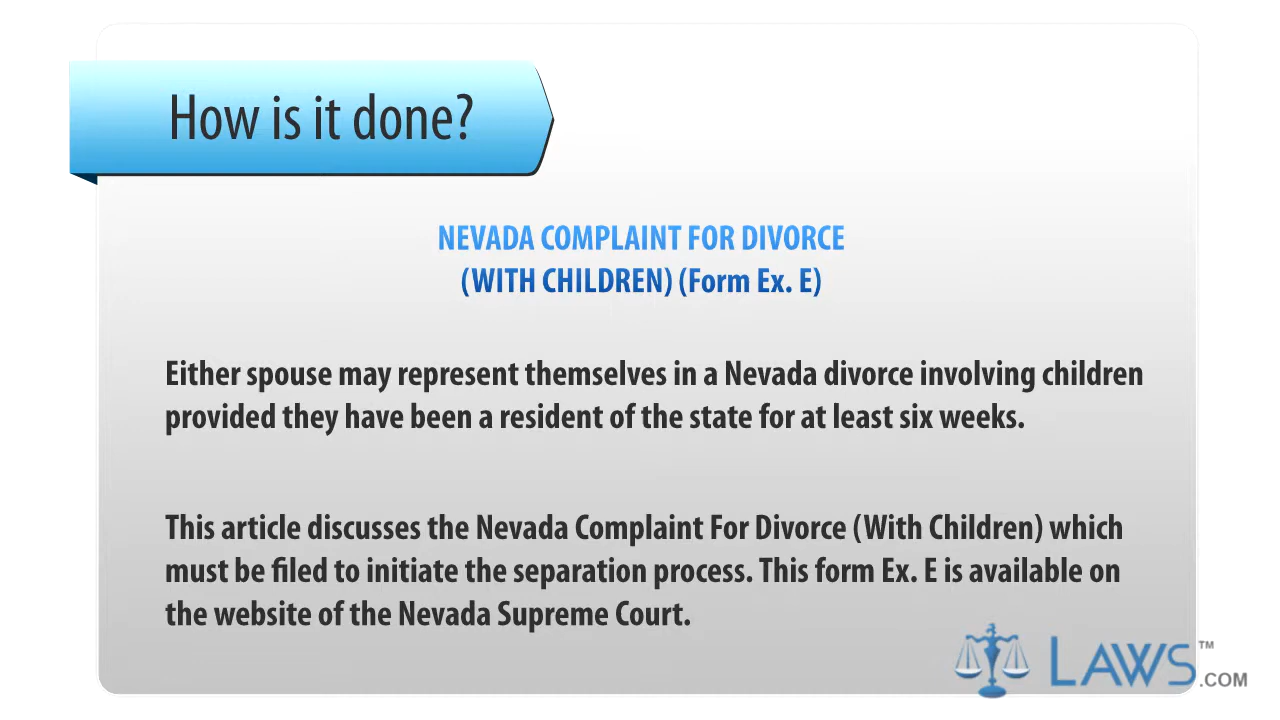 How is it done?
NEVADA COMPLAINT FOR DIVORCE
(WITH CHILDREN) (Form Ex. E)
Either spouse may represent themselves in a Nevada divorce involving children
provided they have been a resident of the state for at least six weeks.
This article discusses the Nevada Complaint For Divorce (With Children) which
must be filed to initiate the separation process. This form Ex. E is available on
the website of the Nevada Supreme Court.
LAWS™.COM